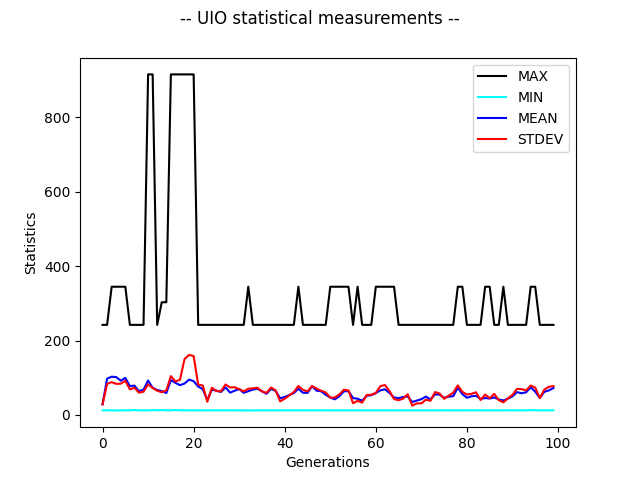 -- UIO statistical measurements --
MAX
MIN
MEAN
STDEV
Statistics
800
600
400
200
0
0 20 40 60 80 100
Generations